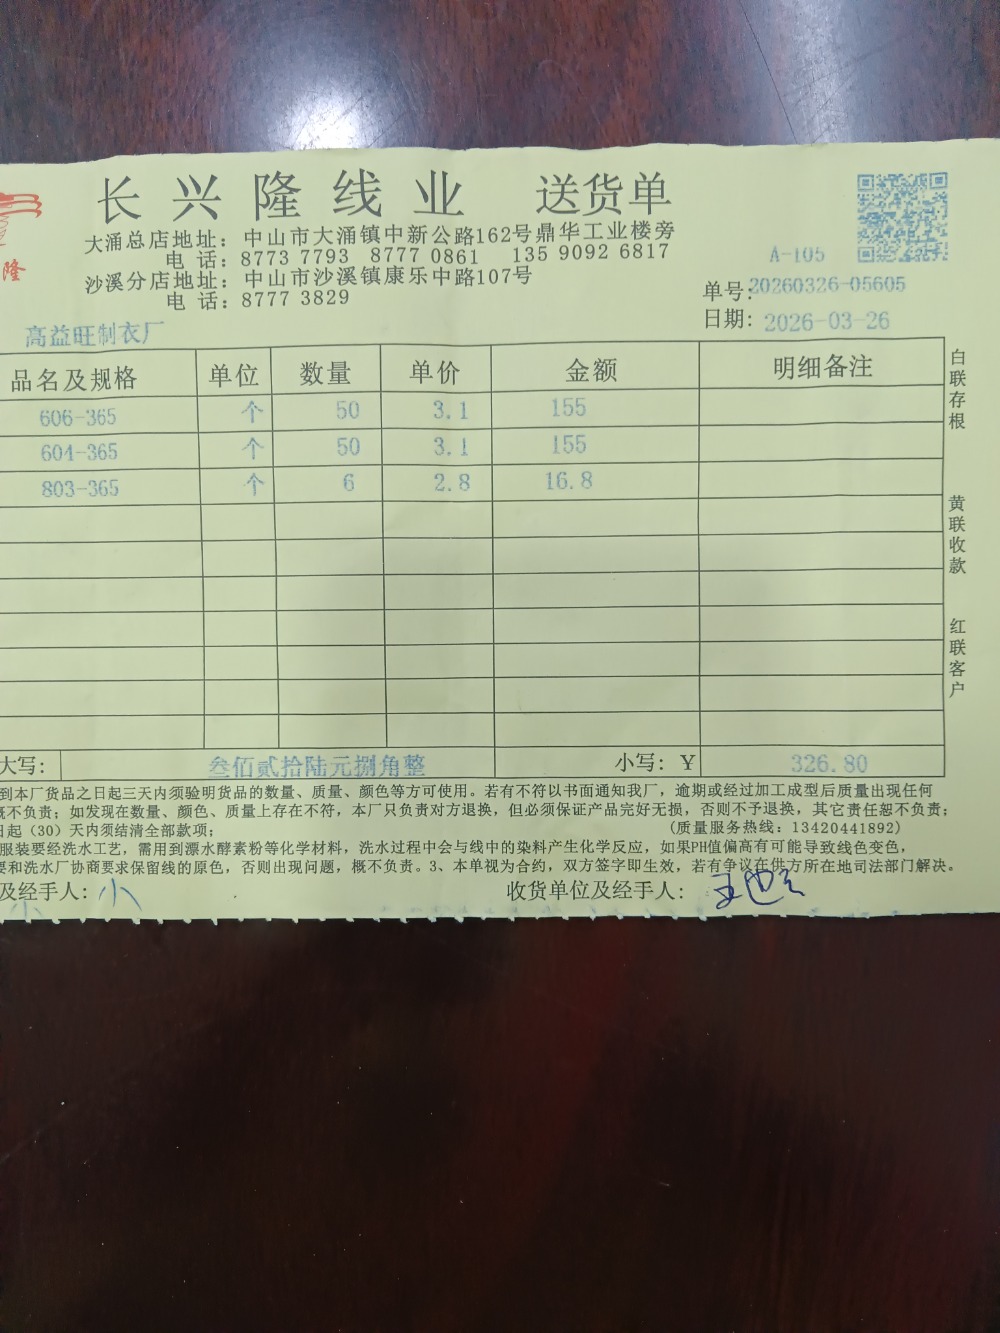 长兴隆线业 送货单
隆
大涌总店地址：中山市大涌镇中新公路162号鼎华工业楼旁
电 话：8773 7793 8777 0861 135 9092 6817
沙溪分店地址：中山市沙溪镇康乐中路107号
电 话：8777 3829
A-105
单号:20260326-05605
日期: 2026-03-26
高益旺制衣厂
品名及规格 单位 数量 单价 金额 明细备注
606-365 个 50 3.1 155
604-365 个 50 3.1 155
803-365 个 6 2.8 16.8
白联存根
黄联收款
红联客户
大写: 叁佰贰拾陆元捌角整 小写: Y 326.80
到本厂货品之日起三天内须验明货品的数量、质量、颜色等方可使用。若有不符以书面通知我厂，逾期或经过加工成型后质量出现任何
概不负责；如发现在数量、颜色、质量上存在不符，本厂只负责对方退换，但必须保证产品完好无损，否则不予退换，其它责任恕不负责；
日起（30）天内须结清全部款项； (质量服务热线: 13420441892)
服装要经洗水工艺，需用到漂水酵素粉等化学材料，洗水过程中会与线中的染料产生化学反应，如果PH值偏高有可能导致线色变色，
要和洗水厂协商要求保留线的原色，否则出现问题，概不负责。3、本单视为合约，双方签字即生效，若有争议在供方所在地司法部门解决。
及经手人: 小 收货单位及经手人: